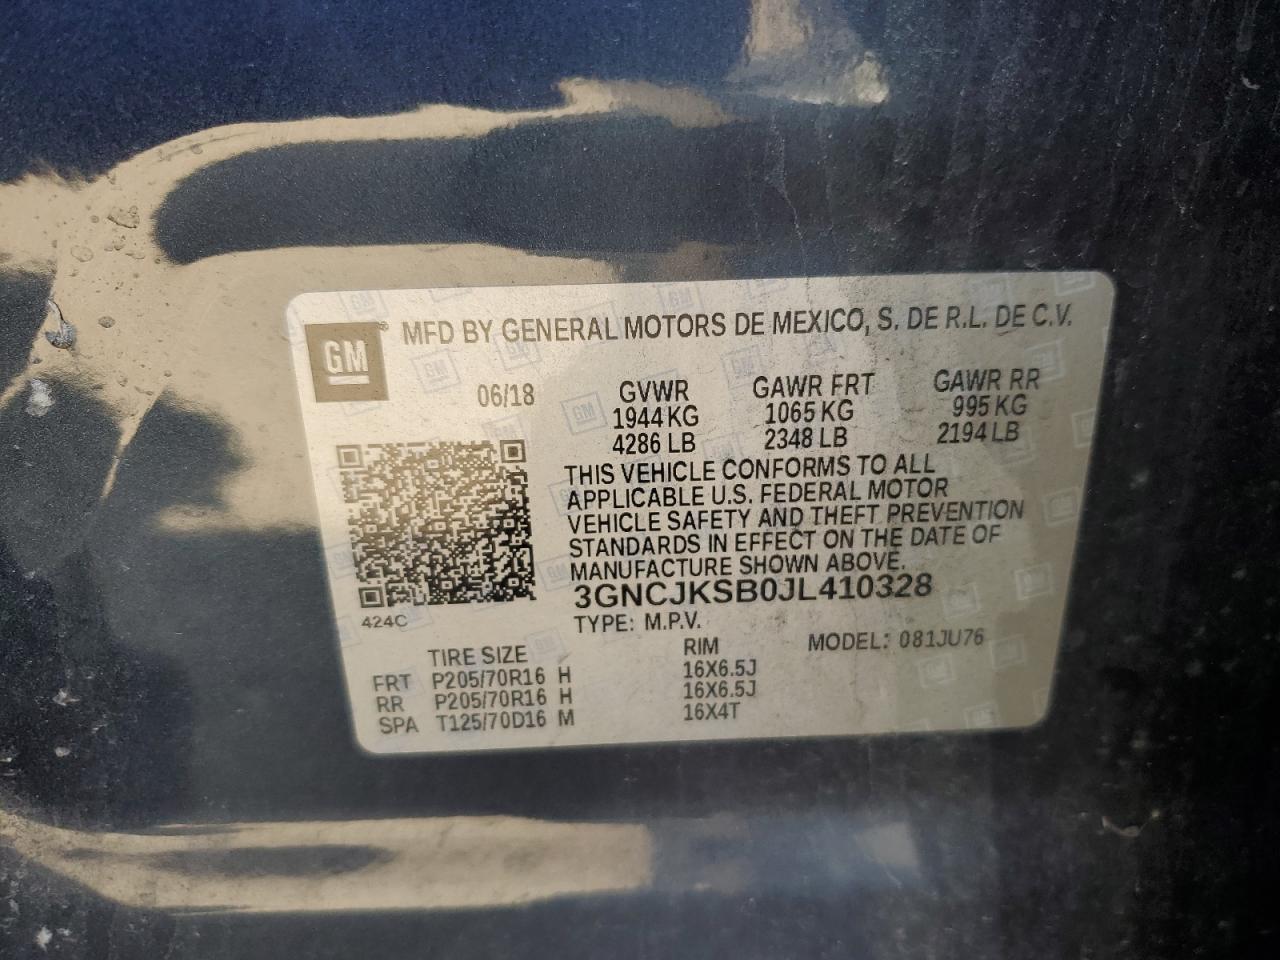 GM® MFD BY GENERAL MOTORS DE MEXICO, S. DE R.L. DE C.V.
06/18 GVWR GAWR FRT GAWR RR
1944 KG 1065 KG 995 KG
4286 LB 2348 LB 2194 LB
THIS VEHICLE CONFORMS TO ALL
APPLICABLE U.S. FEDERAL MOTOR
VEHICLE SAFETY AND THEFT PREVENTION
STANDARDS IN EFFECT ON THE DATE OF
MANUFACTURE SHOWN ABOVE.
3GNCJKSB0JL410328
424C TYPE: M.P.V. MODEL: 081JU76
TIRE SIZE RIM
FRT P205/70R16 H 16X6.5J
RR P205/70R16 H 16X6.5J
SPA T125/70D16 M 16X4T